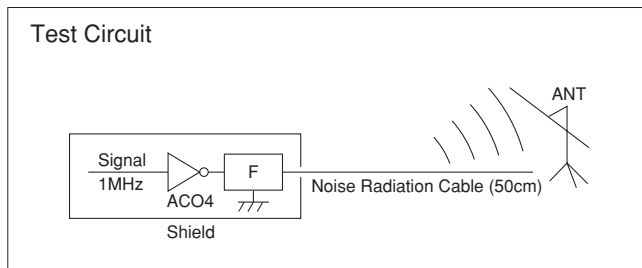 Test Circuit
ANT
Signal
1MHz
ACO4
F
Noise Radiation Cable (50cm)
Shield